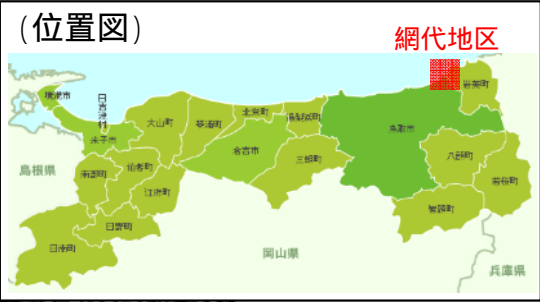 (位置図)
網代地区
岩美町
境港市
日吉津村
米子市
大山町
琴浦町
北栄町
湯梨浜町
鳥取市
島根県
倉吉市
三朝町
八頭町
南部町
伯耆町
江府町
若桜町
智頭町
日野町
日南町
岡山県
兵庫県